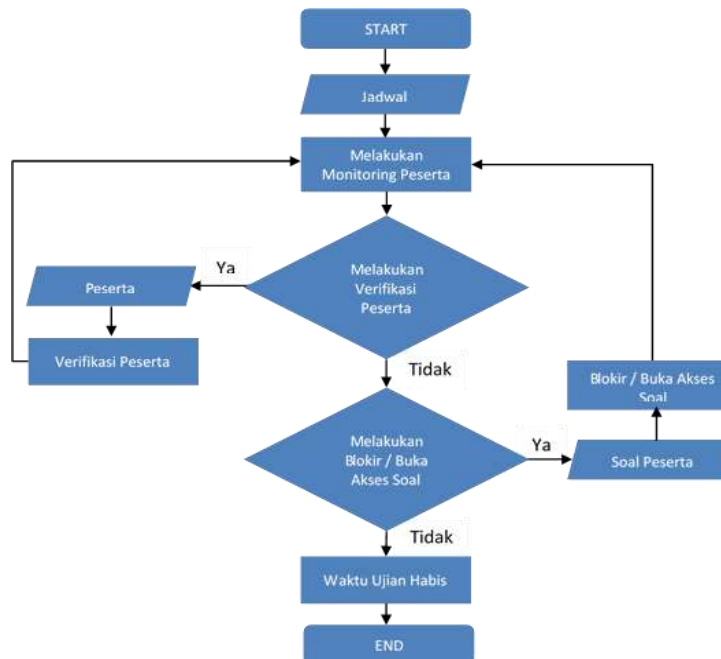 START
Jadwal
Melakukan
Monitoring Peserta
Melakukan
Verifikasi
Peserta
Ya
Peserta
Verifikasi Peserta
Tidak
Melakukan
Blokir / Buka
Akses Soal
Ya
Soal Peserta
Blokir / Buka Akses
Soal
Tidak
Waktu Ujian Habis
END